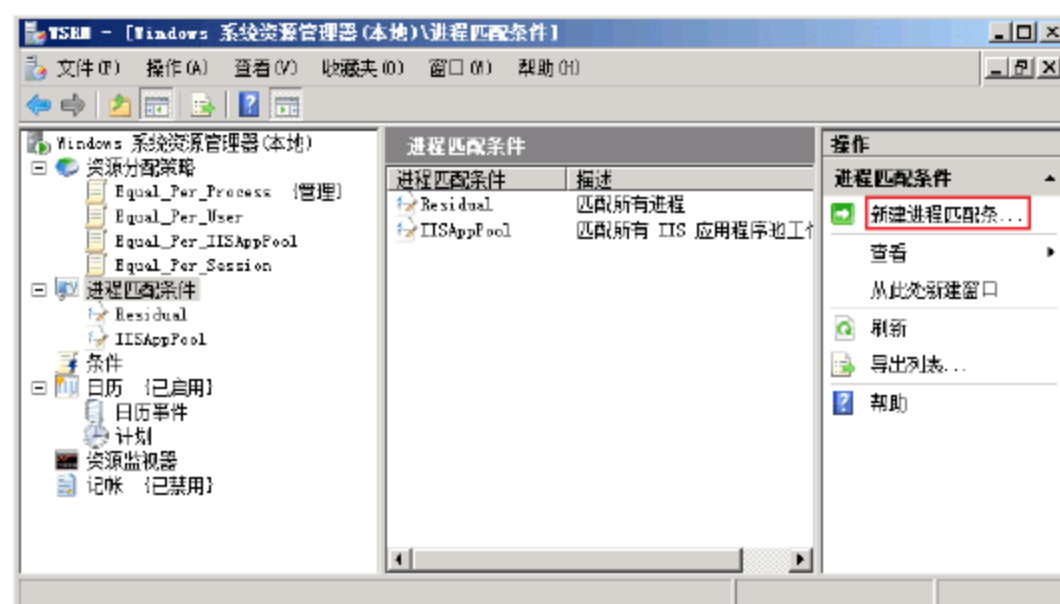 WSRM - [Windows 系统资源管理器(本地)\进程匹配条件]
文件(F) 操作(A) 查看(V) 收藏夹(O) 窗口(W) 帮助(H)
Windows 系统资源管理器(本地)
资源分配策略
Equal_Per_Process {管理}
Equal_Per_User
Equal_Per_IISAppPool
Equal_Per_Session
进程匹配条件
Residual
IISAppPool
条件
日历 {已启用}
日历事件
计划
资源监视器
记帐 {已禁用}
进程匹配条件
进程匹配条件 描述
Residual 匹配所有进程
IISAppPool 匹配所有 IIS 应用程序池工
操作
进程匹配条件
新建进程匹配条...
查看
从此处新建窗口
刷新
导出列表...
帮助